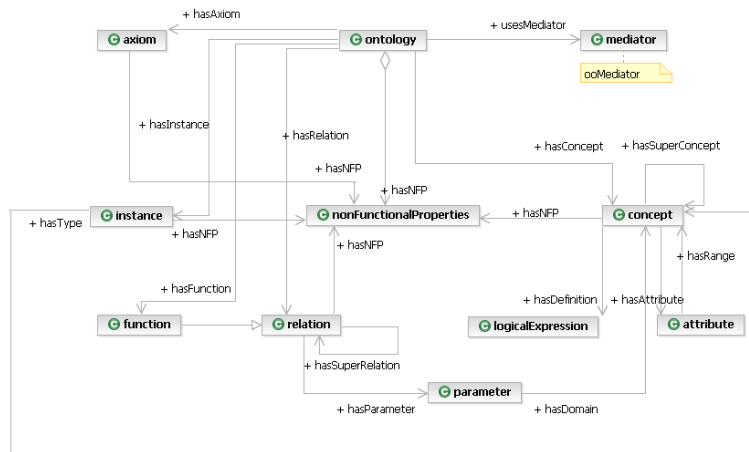 + hasAxiom
+ usesMediator
C axiom
C ontology
C mediator
ooMediator
+ hasInstance
+ hasRelation
+ hasConcept
+ hasSuperConcept
+ hasNFP
+ hasNFP
C instance
C nonFunctionalProperties
C concept
+ hasType
+ hasNFP
+ hasNFP
+ hasNFP
+ hasRange
+ hasFunction
+ hasDefinition
+ hasAttribute
C function
C relation
C logicalExpression
C attribute
+ hasSuperRelation
C parameter
+ hasParameter
+ hasDomain